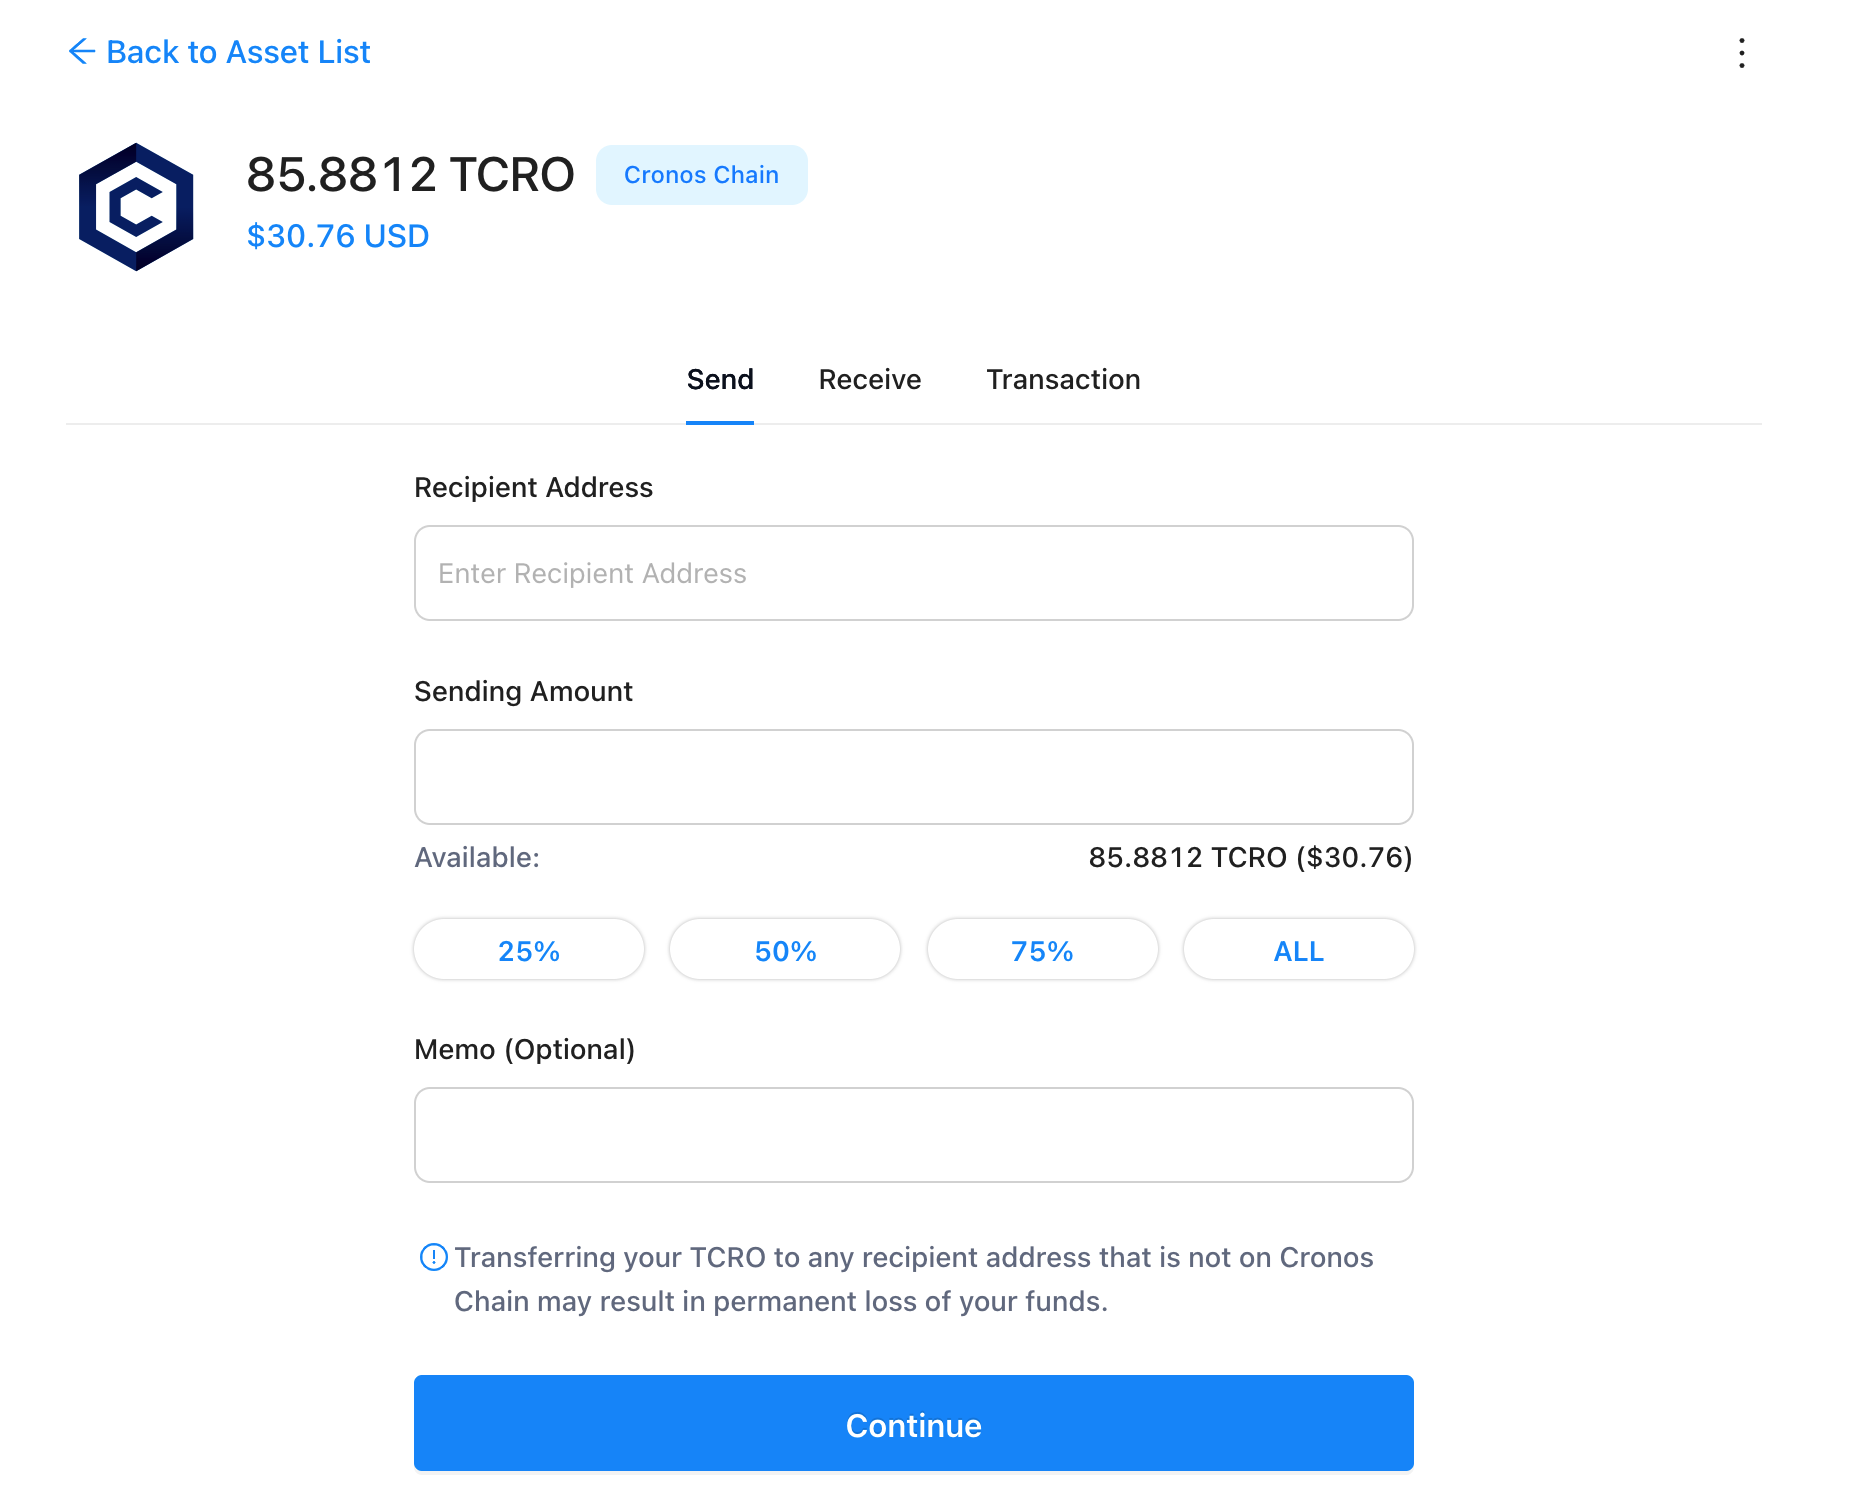 Back to Asset List
85.8812 TCRO Cronos Chain
$30.76 USD
Send Receive Transaction
Recipient Address
Enter Recipient Address
Sending Amount
Available: 85.8812 TCRO ($30.76)
25% 50% 75% ALL
Memo (Optional)
Transferring your TCRO to any recipient address that is not on Cronos
Chain may result in permanent loss of your funds.
Continue